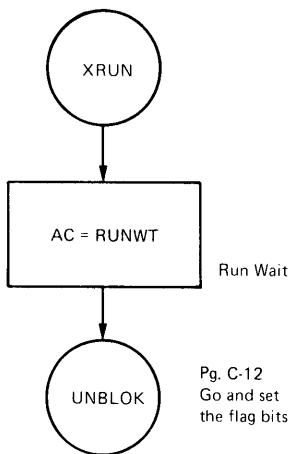 XRUN
AC = RUNWT
Run Wait
UNBLOK
Pg. C-12
Go and set
the flag bits